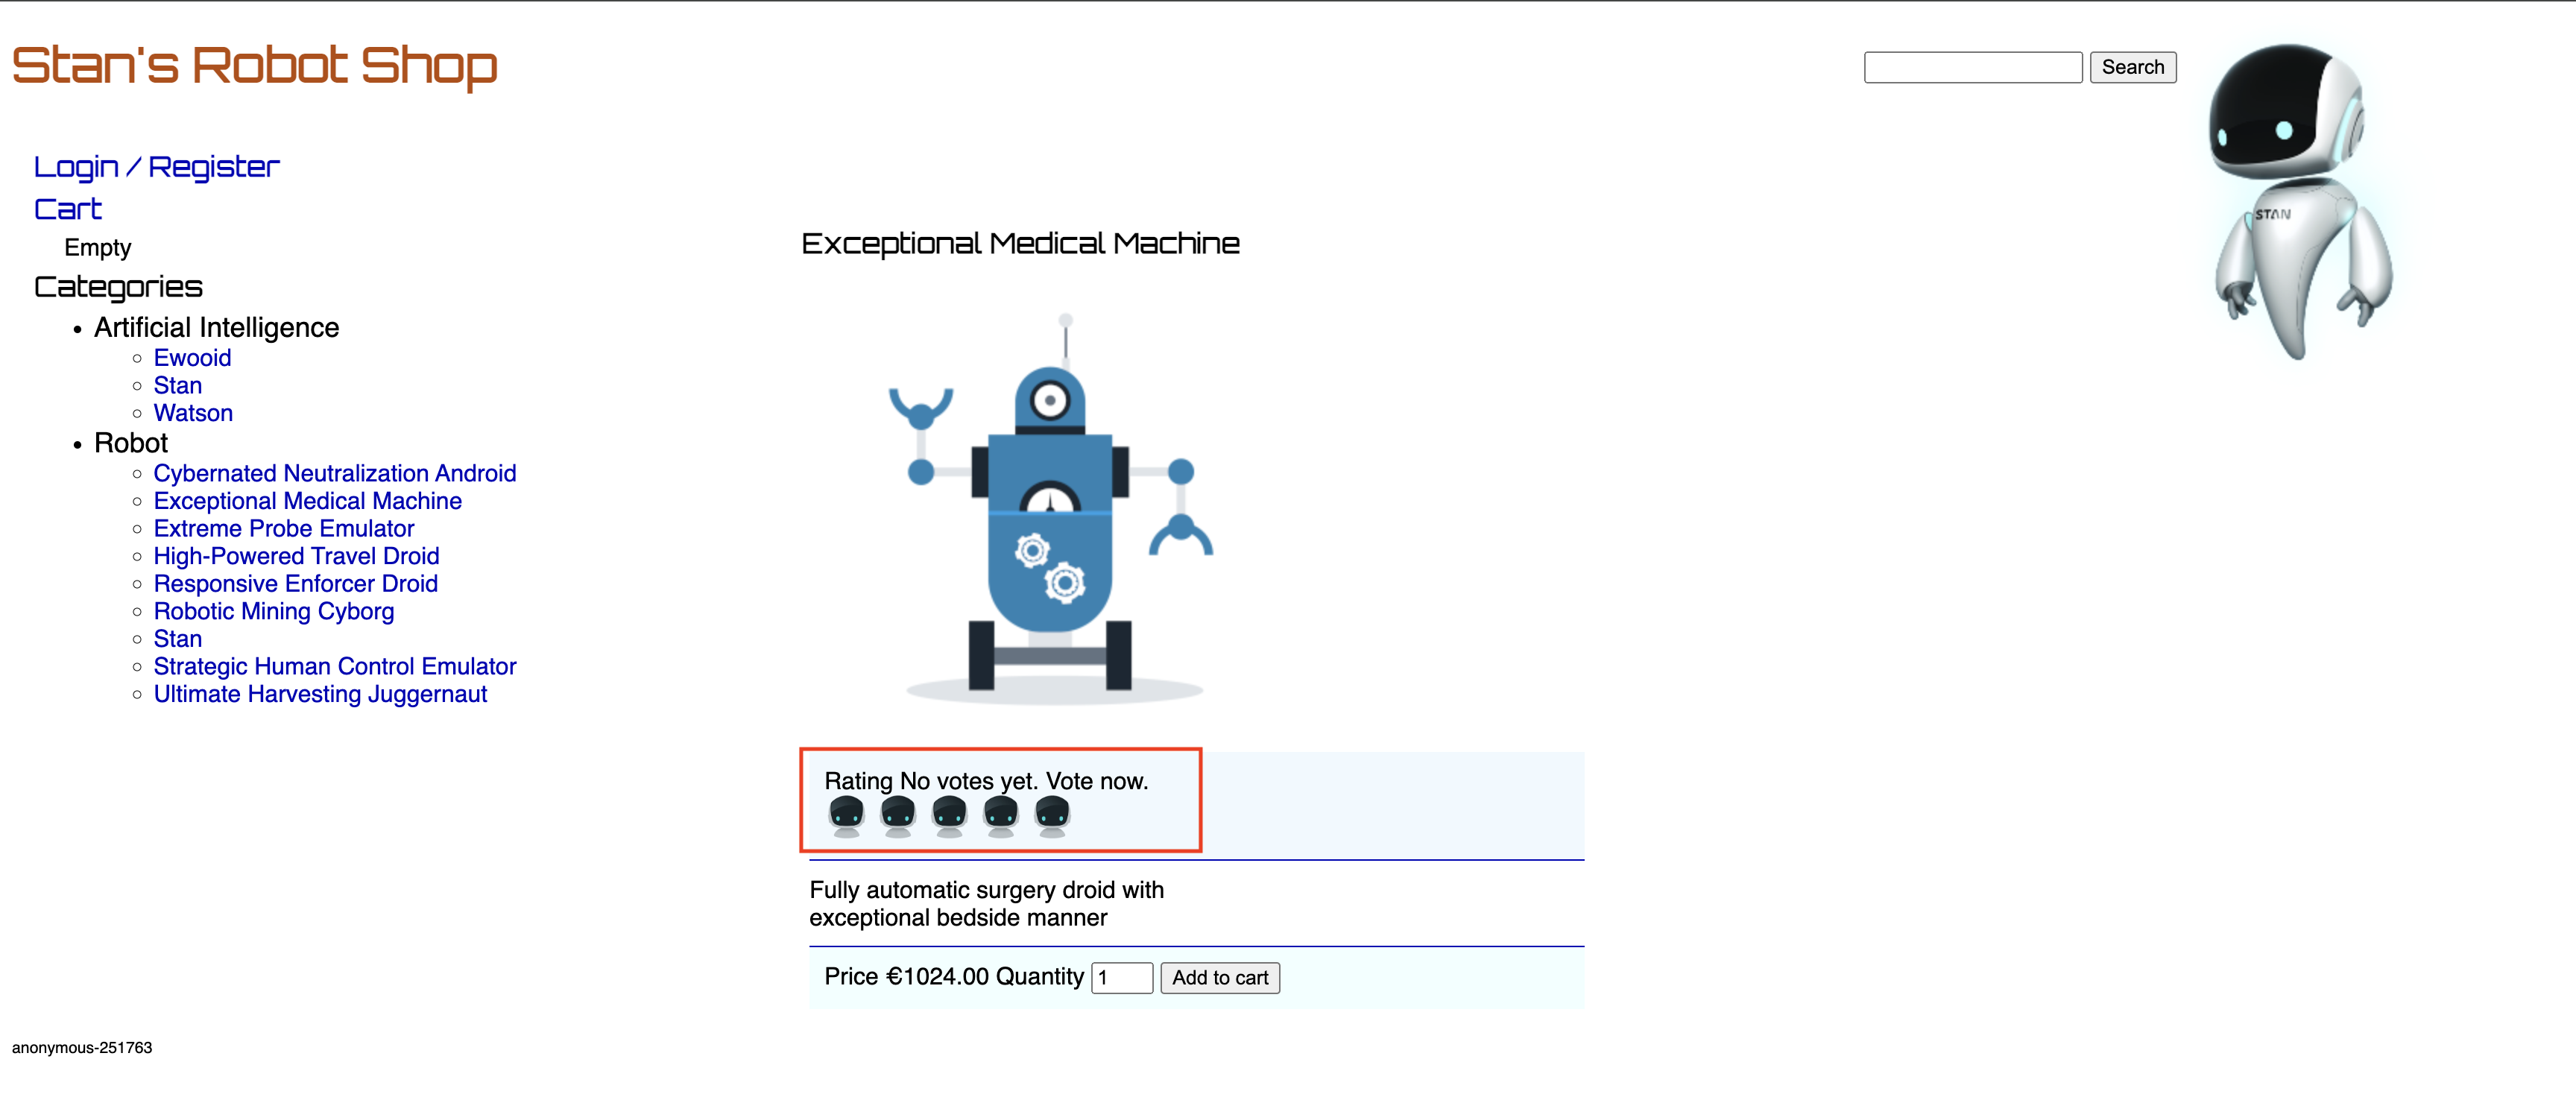 Stan's Robot Shop
Search
STAN
Login / Register
Cart
Empty
Categories
Artificial Intelligence
Ewooid
Stan
Watson
Robot
Cybernated Neutralization Android
Exceptional Medical Machine
Extreme Probe Emulator
High-Powered Travel Droid
Responsive Enforcer Droid
Robotic Mining Cyborg
Stan
Strategic Human Control Emulator
Ultimate Harvesting Juggernaut
Exceptional Medical Machine
Rating No votes yet. Vote now.
Fully automatic surgery droid with
exceptional bedside manner
Price €1024.00 Quantity 1 Add to cart
anonymous-251763